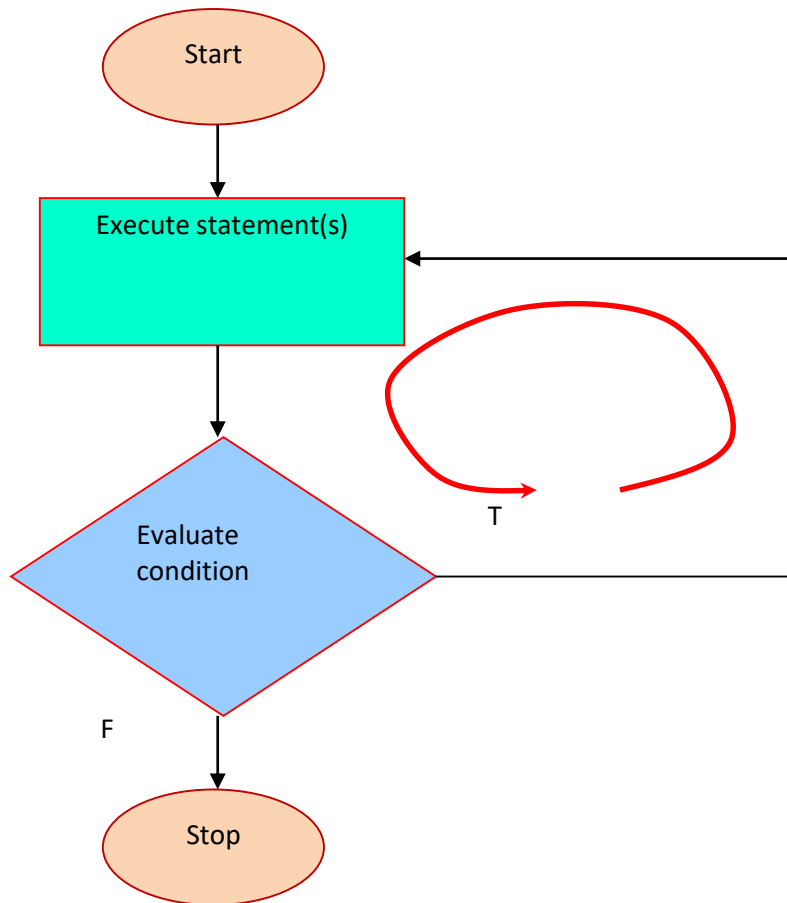 Start
Execute statement(s)
T
Evaluate
condition
F
Stop